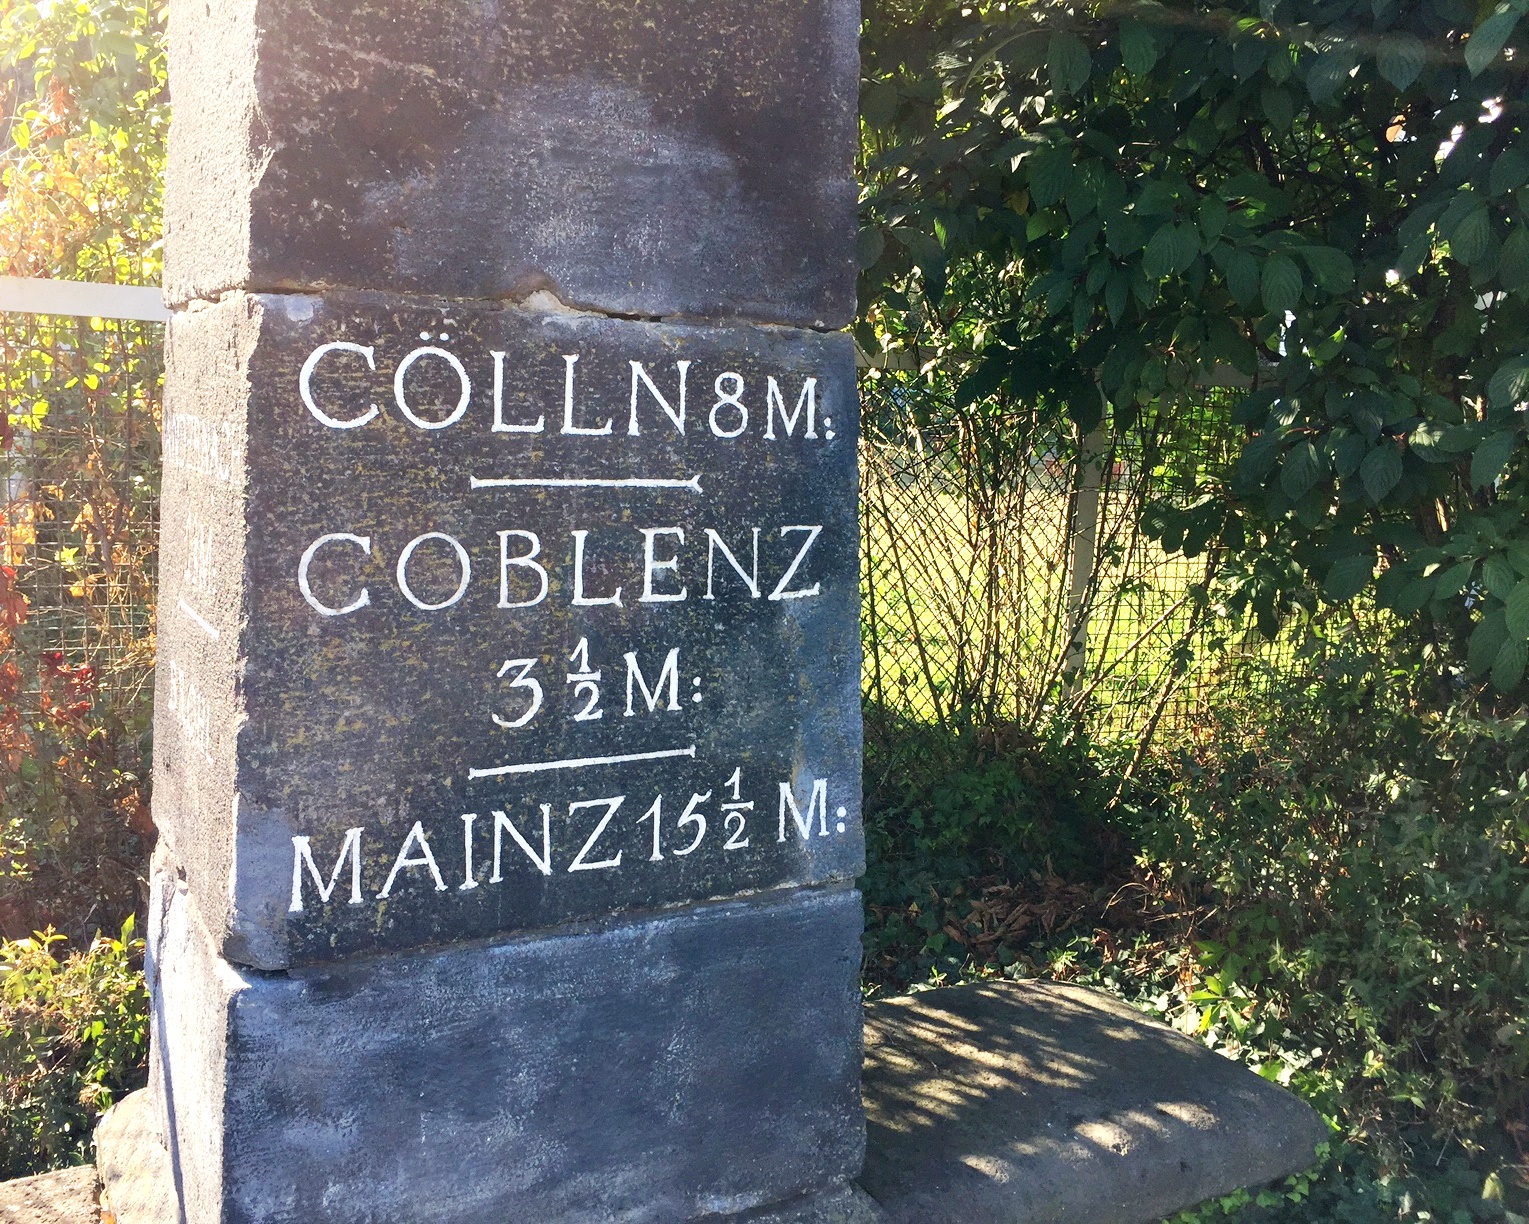 CÖLLN 8 M:
COBLENZ
3 1/2 M:
MAINZ 15 1/2 M: